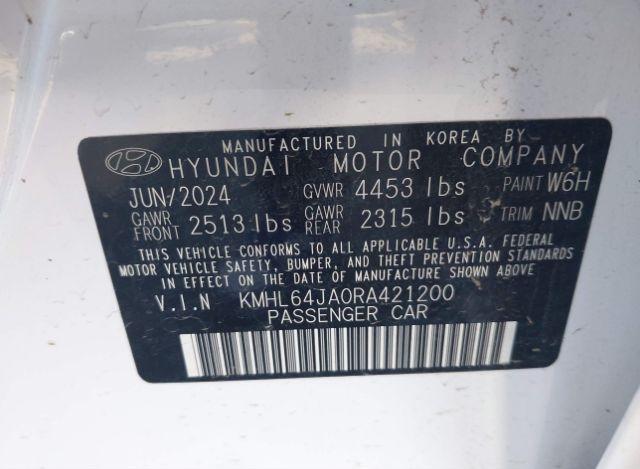 MANUFACTURED IN KOREA BY
HYUNDAI MOTOR COMPANY
JUN/2024 GVWR 4453 lbs PAINT W6H
GAWR FRONT 2513 lbs GAWR REAR 2315 lbs TRIM NNB
THIS VEHICLE CONFORMS TO ALL APPLICABLE U.S.A. FEDERAL
MOTOR VEHICLE SAFETY, BUMPER, AND THEFT PREVENTION STANDARDS
IN EFFECT ON THE DATE OF MANUFACTURE SHOWN ABOVE
V.I.N KMHL64JA0RA421200
PASSENGER CAR